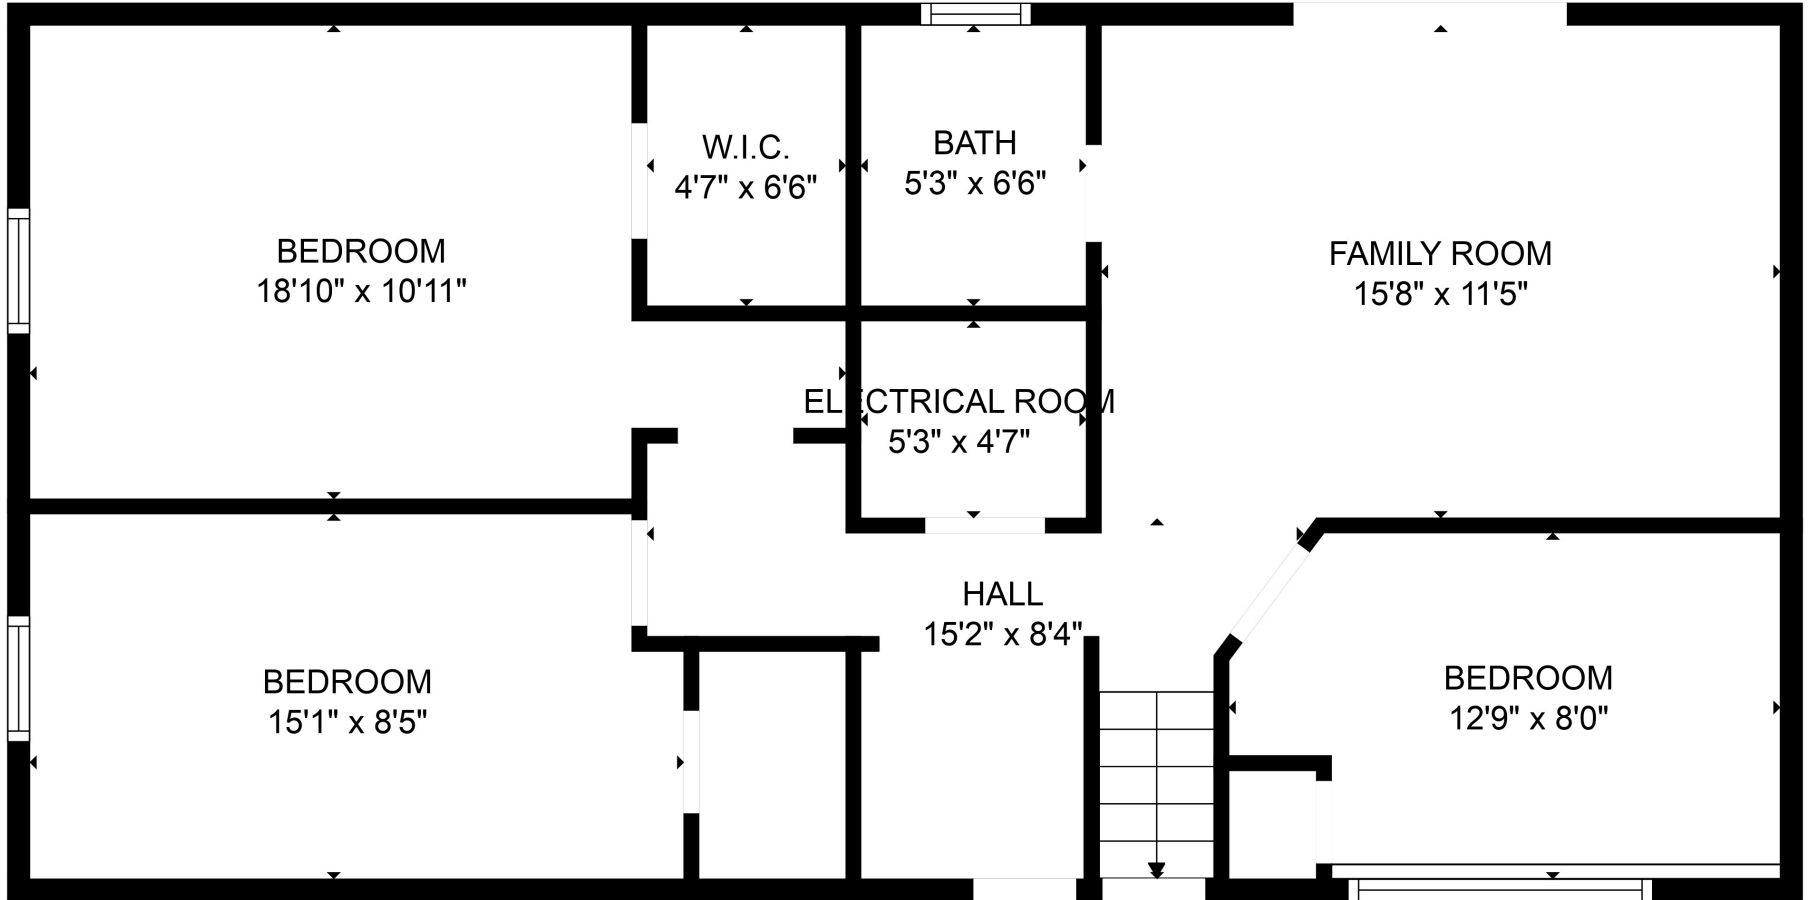 W.I.C.
4'7" x 6'6"
BATH
5'3" x 6'6"
BEDROOM
18'10" x 10'11"
FAMILY ROOM
15'8" x 11'5"
ELECTRICAL ROOM
5'3" x 4'7"
HALL
15'2" x 8'4"
BEDROOM
15'1" x 8'5"
BEDROOM
12'9" x 8'0"